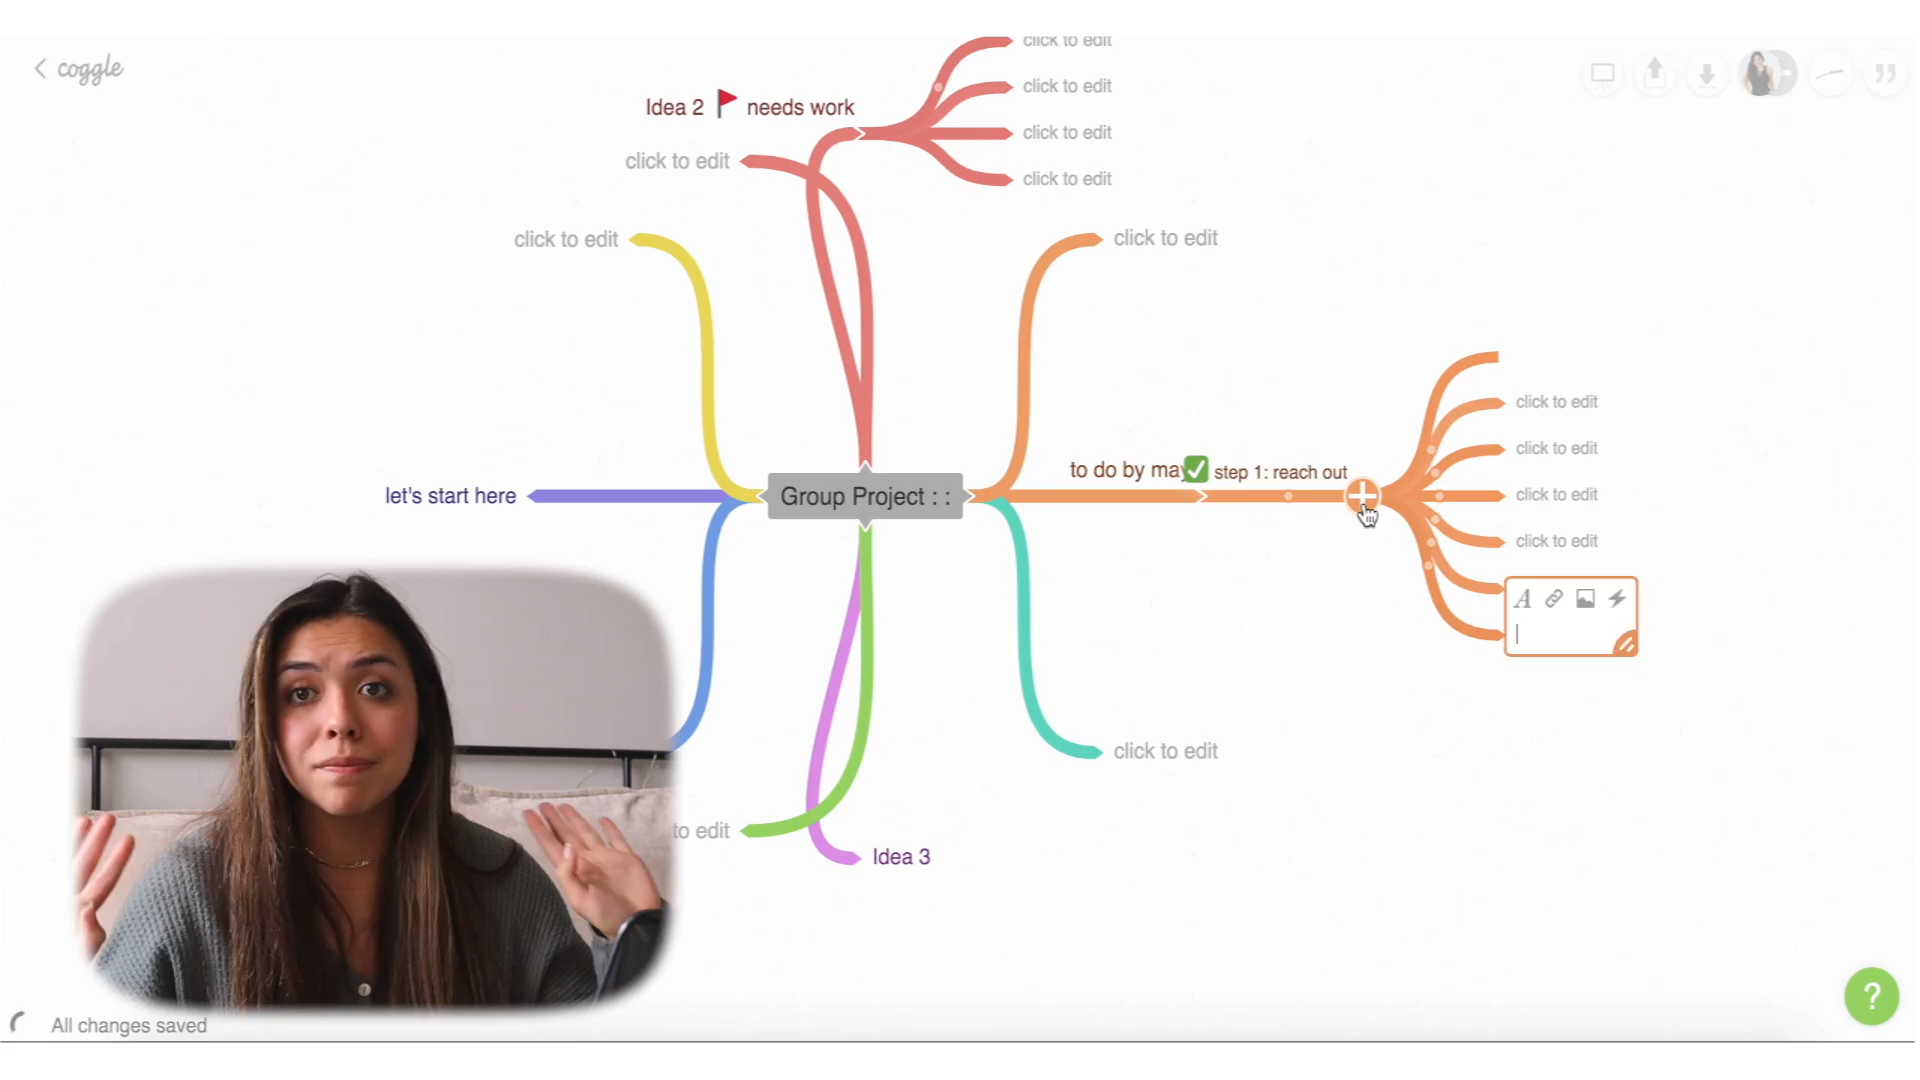 coggle
click to edit
Idea 2 🚩 needs work
click to edit
click to edit
click to edit
click to edit
click to edit
click to edit
click to edit
click to edit
to do by may ✅ step 1: reach out
let's start here
Group Project : :
click to edit
click to edit
click to edit
A
click to edit
to edit
Idea 3
All changes saved
?